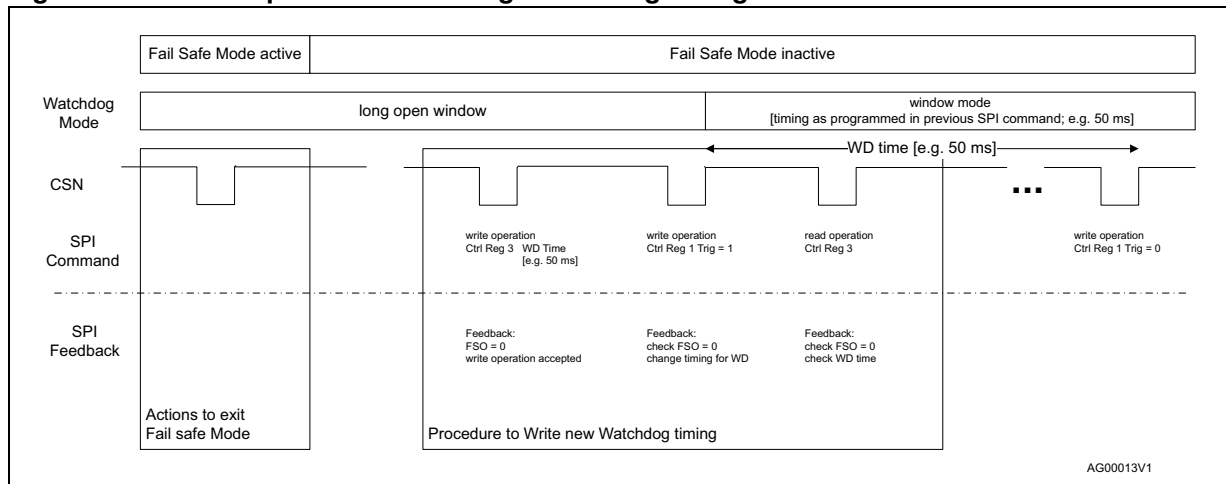 Fail Safe Mode active
Fail Safe Mode inactive
Watchdog
Mode
long open window
window mode
[timing as programmed in previous SPI command; e.g. 50 ms]
WD time [e.g. 50 ms]
CSN
...
SPI
Command
write operation
Ctrl Reg 3 WD Time
[e.g. 50 ms]
write operation
Ctrl Reg 1 Trig = 1
read operation
Ctrl Reg 3
write operation
Ctrl Reg 1 Trig = 0
SPI
Feedback
Feedback:
FSO = 0
write operation accepted
Feedback:
check FSO = 0
change timing for WD
Feedback:
check FSO = 0
check WD time
Actions to exit
Fail safe Mode
Procedure to Write new Watchdog timing
AG00013V1